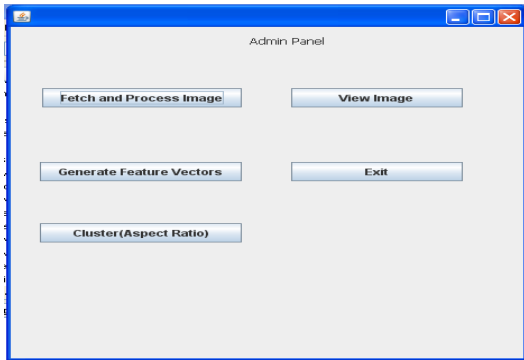 Admin Panel
Fetch and Process Image
View Image
Generate Feature Vectors
Exit
Cluster(Aspect Ratio)